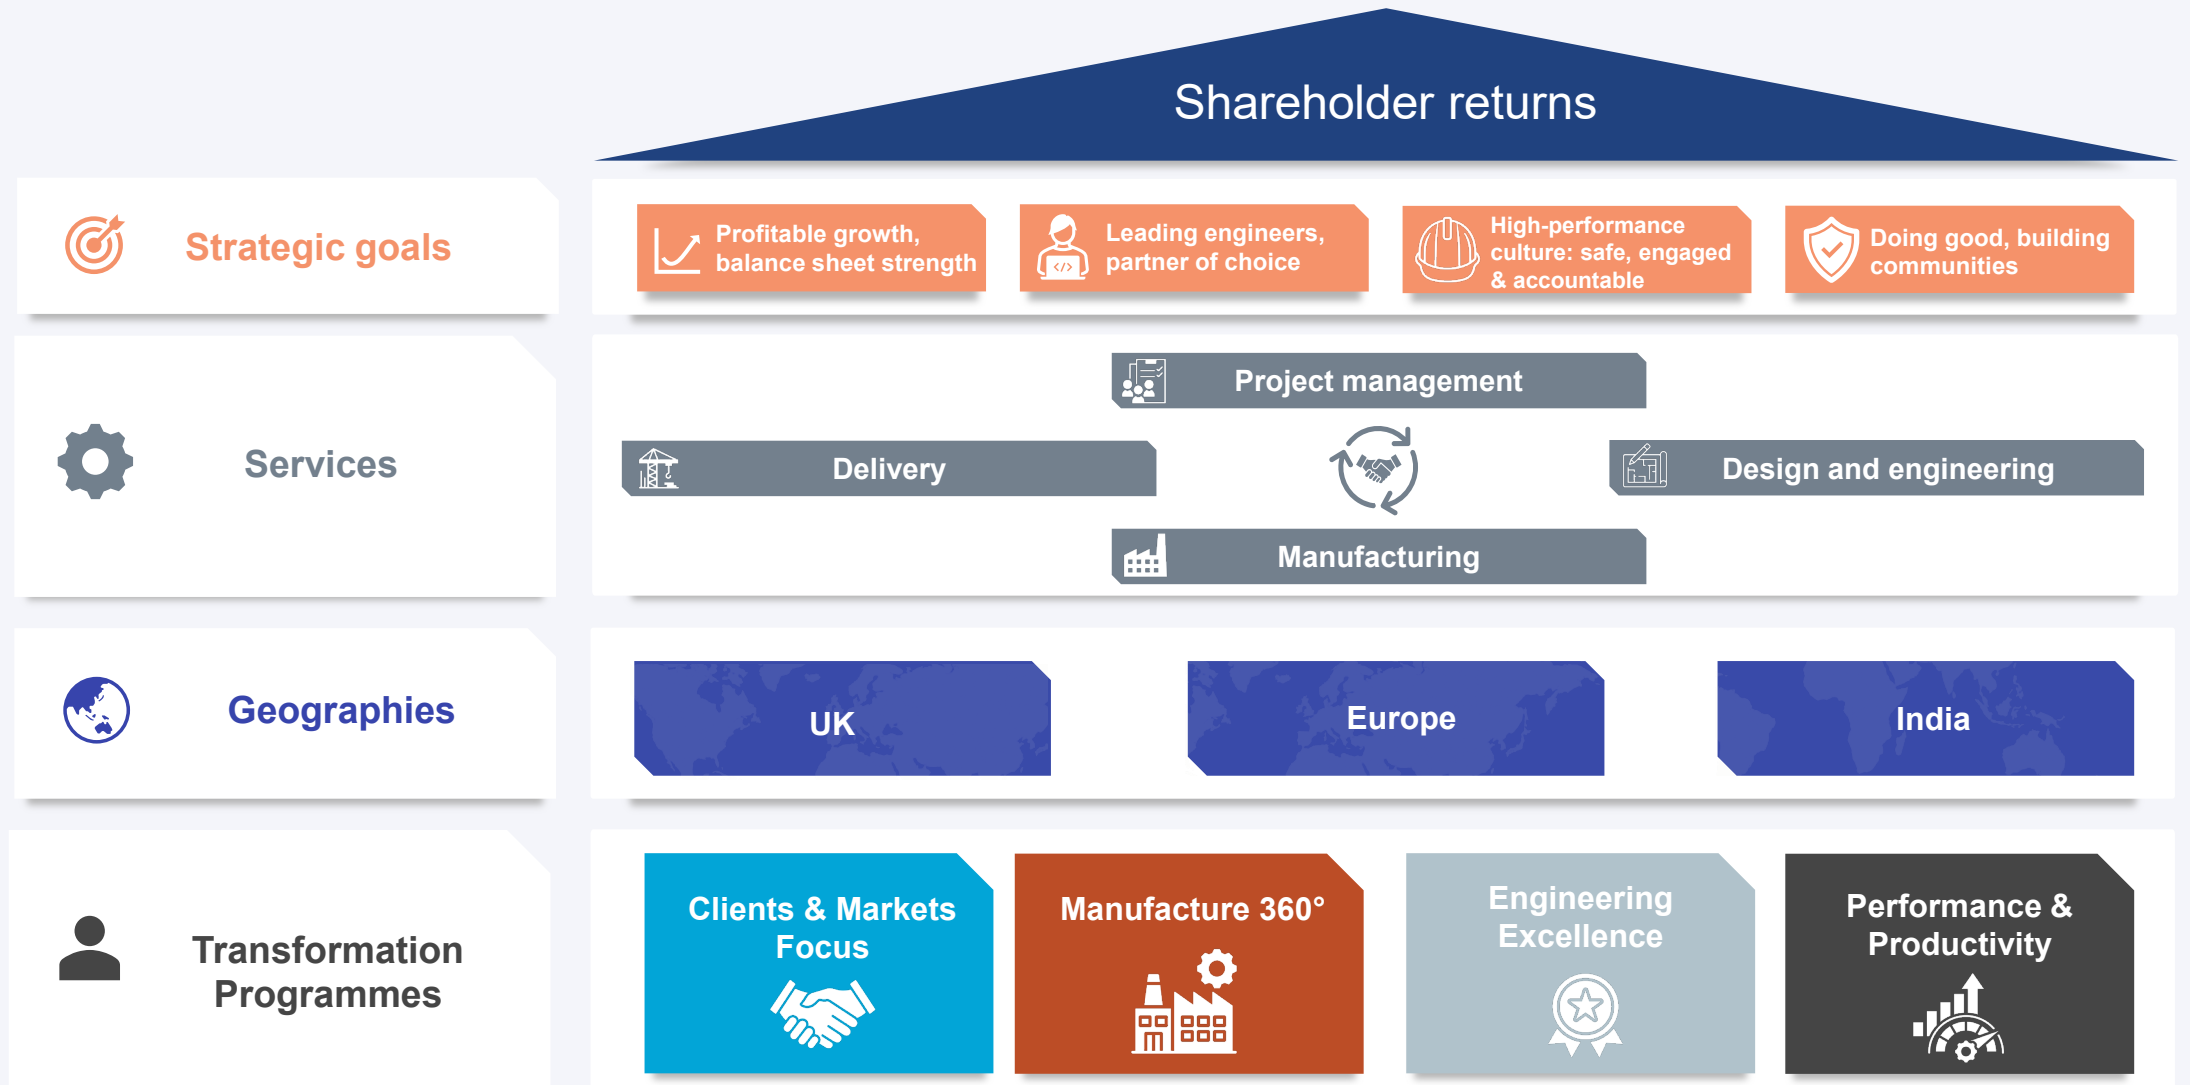 Shareholder returns
Strategic goals
Profitable growth,
balance sheet strength
Leading engineers,
partner of choice
High-performance
culture: safe, engaged
& accountable
Doing good, building
communities
Services
Project management
Delivery
Design and engineering
Manufacturing
Geographies
UK
Europe
India
Transformation
Programmes
Clients & Markets
Focus
Manufacture 360°
Engineering
Excellence
Performance &
Productivity